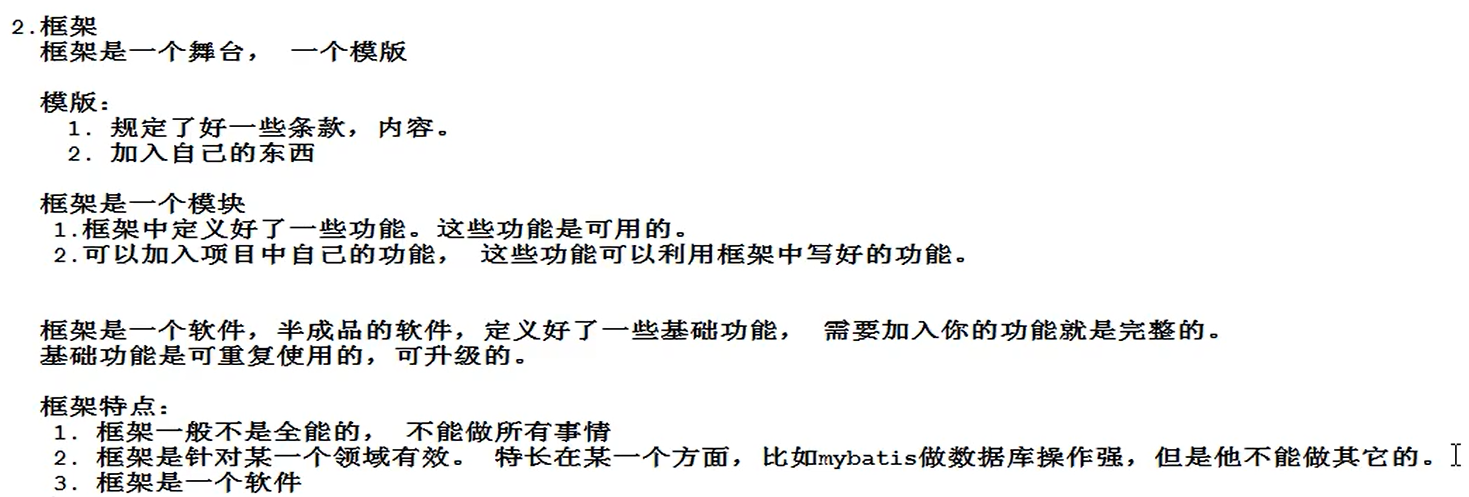 2.框架
框架是一个舞台， 一个模版
模版：
1. 规定了好一些条款，内容。
2. 加入自己的东西
框架是一个模块
1.框架中定义好了一些功能。这些功能是可用的。
2.可以加入项目中自己的功能， 这些功能可以利用框架中写好的功能。
框架是一个软件，半成品的软件，定义好了一些基础功能， 需要加入你的功能就是完整的。
基础功能是可重复使用的，可升级的。
框架特点：
1. 框架一般不是全能的， 不能做所有事情
2. 框架是针对某一个领域有效。 特长在某一个方面，比如mybatis做数据库操作强，但是他不能做其它的。
3. 框架是一个软件